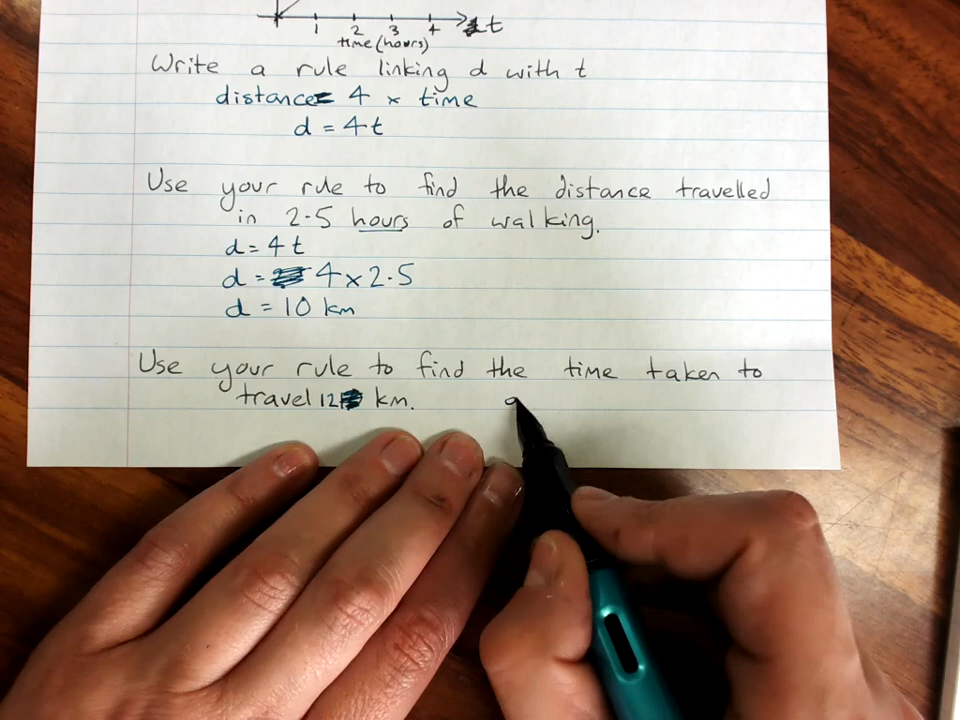 1 2 3 4 t
time (hours)
Write a rule linking d with t
distance = 4 × time
d = 4t
Use your rule to find the distance travelled
in 2.5 hours of walking.
d = 4t
d = 4 × 2.5
d = 10 km
Use your rule to find the time taken to
travel 12 km.